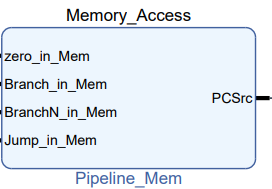 Memory_Access
zero_in_Mem
Branch_in_Mem
BranchN_in_Mem
PCSrc
Jump_in_Mem
Pipeline_Mem